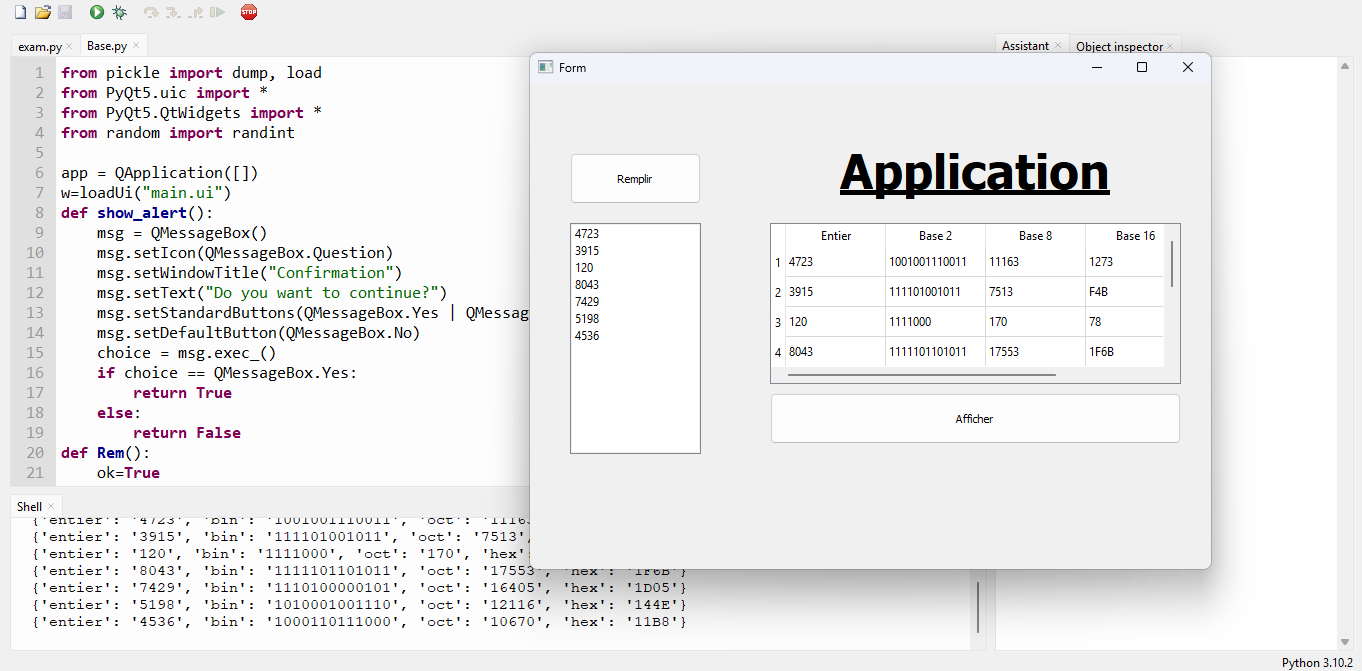 STOP
exam.py
Base.py
Assistant
Object inspector
1 from pickle import dump, load
2 from PyQt5.uic import *
3 from PyQt5.QtWidgets import *
4 from random import randint
5
6 app = QApplication([])
7 w=loadUi("main.ui")
8 def show_alert():
9 msg = QMessageBox()
10 msg.setIcon(QMessageBox.Question)
11 msg.setWindowTitle("Confirmation")
12 msg.setText("Do you want to continue?")
13 msg.setStandardButtons(QMessageBox.Yes | QMessag
14 msg.setDefaultButton(QMessageBox.No)
15 choice = msg.exec_()
16 if choice == QMessageBox.Yes:
17 return True
18 else:
19 return False
20 def Rem():
21 ok=True
Form
Remplir
Application
4723
3915
120
8043
7429
5198
4536
Entier Base 2 Base 8 Base 16
1 4723 1001001110011 11163 1273
2 3915 111101001011 7513 F4B
3 120 1111000 170 78
4 8043 1111101101011 17553 1F6B
Afficher
Shell
{'entier': '4723', 'bin': '1001001110011', 'oct': '11163
{'entier': '3915', 'bin': '111101001011', 'oct': '7513',
{'entier': '120', 'bin': '1111000', 'oct': '170', 'hex':
{'entier': '8043', 'bin': '1111101101011', 'oct': '17553', 'hex': '1F6B'}
{'entier': '7429', 'bin': '1110100000101', 'oct': '16405', 'hex': '1D05'}
{'entier': '5198', 'bin': '1010001001110', 'oct': '12116', 'hex': '144E'}
{'entier': '4536', 'bin': '1000110111000', 'oct': '10670', 'hex': '11B8'}
Python 3.10.2